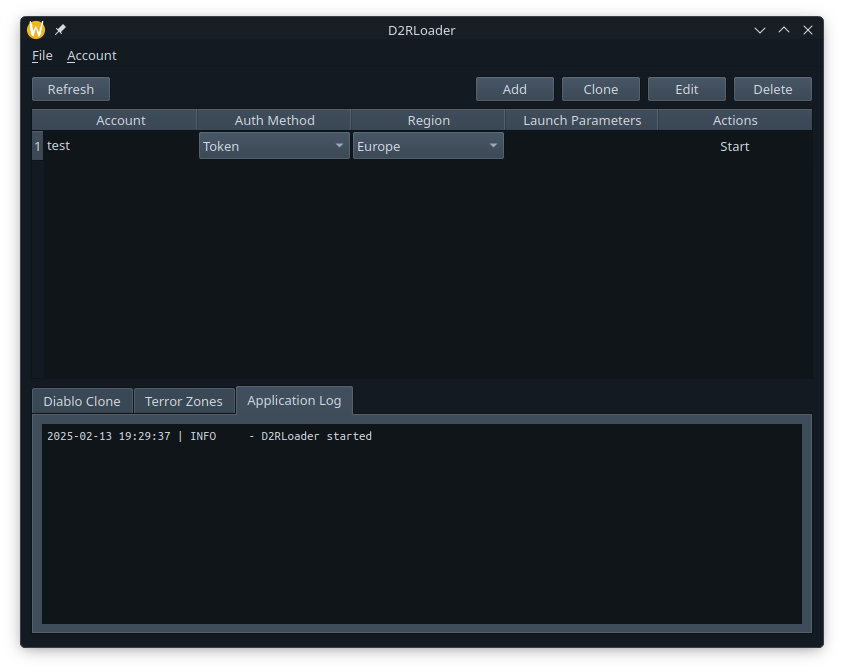 D2RLoader
File Account
Refresh Add Clone Edit Delete
Account Auth Method Region Launch Parameters Actions
1 test Token Europe Start
Diablo Clone Terror Zones Application Log
2025-02-13 19:29:37 | INFO     - D2RLoader started